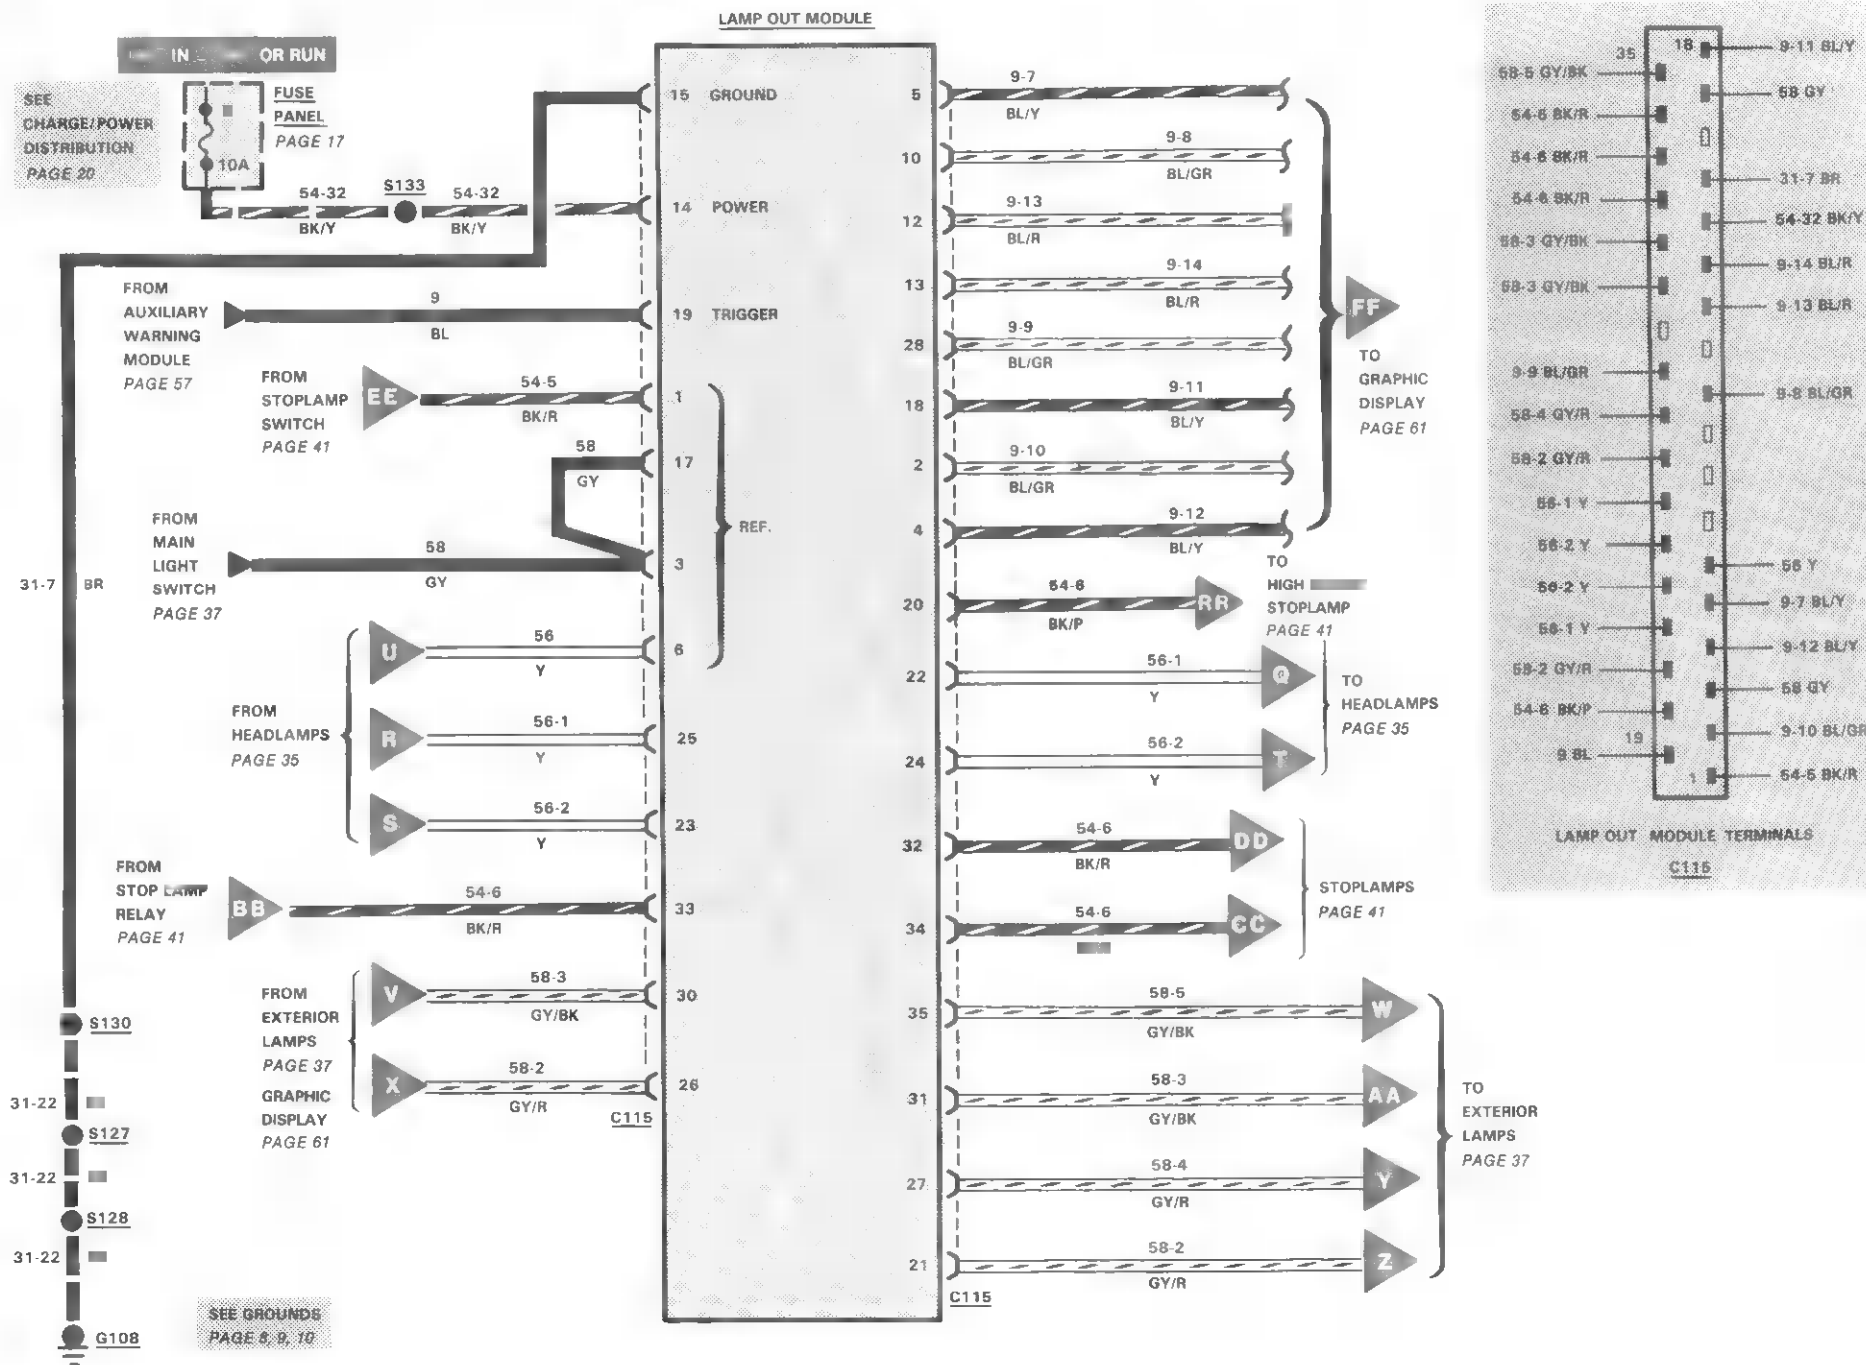 LAMP OUT MODULE
IN OR RUN
SEE
CHARGE/POWER
DISTRIBUTION
PAGE 20
FUSE
PANEL
PAGE 17
10A
54-32
S133
54-32
BK/Y
BK/Y
15 GROUND
14 POWER
FROM
AUXILIARY
WARNING
MODULE
PAGE 57
9
BL
19 TRIGGER
FROM
STOPLAMP
SWITCH
PAGE 41
EE
54-5
BK/R
1
58
GY
17
REF.
FROM
MAIN
LIGHT
SWITCH
PAGE 37
58
GY
3
31-7 BR
FROM
HEADLAMPS
PAGE 35
U
56
Y
6
R
56-1
Y
25
S
56-2
Y
23
FROM
STOP LAMP
RELAY
PAGE 41
BB
54-6
BK/R
33
FROM
EXTERIOR
LAMPS
PAGE 37
GRAPHIC
DISPLAY
PAGE 61
V
58-3
GY/BK
30
X
58-2
GY/R
26
C115
S130
31-22
S127
31-22
S128
31-22
G108
SEE GROUNDS
PAGE 8, 9, 10
5
9-7
BL/Y
10
9-8
BL/GR
12
9-13
BL/R
13
9-14
BL/R
28
9-9
BL/GR
18
9-11
BL/Y
2
9-10
BL/GR
4
9-12
BL/Y
FF
TO
GRAPHIC
DISPLAY
PAGE 61
20
54-6
BK/P
RR
TO
HIGH
STOPLAMP
PAGE 41
22
56-1
Y
Q
24
56-2
Y
T
TO
HEADLAMPS
PAGE 35
32
54-6
BK/R
DD
34
54-6
CC
STOPLAMPS
PAGE 41
35
58-5
GY/BK
W
31
58-3
GY/BK
AA
27
58-4
GY/R
Y
21
58-2
GY/R
Z
TO
EXTERIOR
LAMPS
PAGE 37
C115
35
58-5 GY/BK
54-6 BK/R
54-6 BK/R
54-6 BK/R
58-3 GY/BK
58-3 GY/BK
9-9 BL/GR
58-4 GY/R
58-2 GY/R
56-1 Y
56-2 Y
56-2 Y
56-1 Y
58-2 GY/R
54-6 BK/P
19
9 BL
18
9-11 BL/Y
58 GY
31-7 BR
54-32 BK/Y
9-14 BL/R
9-13 BL/R
9-8 BL/GR
56 Y
9-7 BL/Y
9-12 BL/Y
58 GY
9-10 BL/GR
1
54-5 BK/R
LAMP OUT MODULE TERMINALS
C115